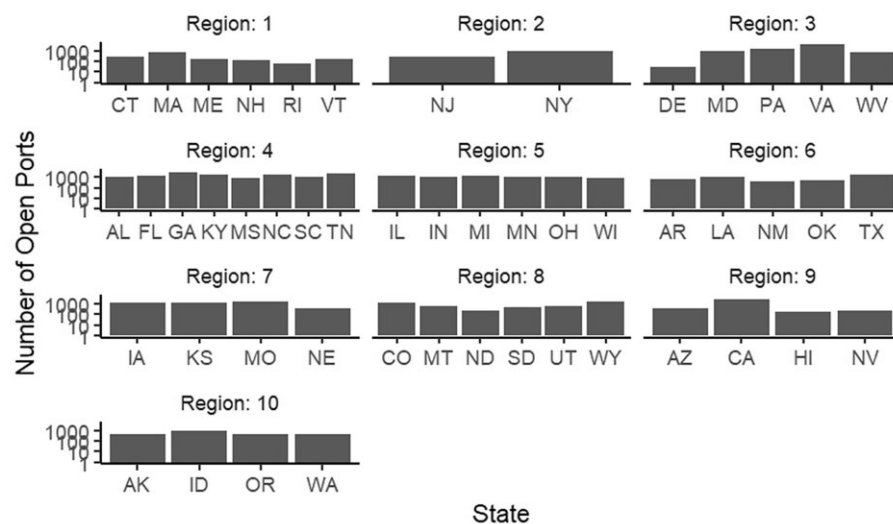 Region: 1
Region: 2
Region: 3
1000
100
10
1
CT MA ME NH RI VT
NJ NY
DE MD PA VA WV
Region: 4
Region: 5
Region: 6
1000
100
10
1
AL FL GA KY MS NC SC TN
IL IN MI MN OH WI
AR LA NM OK TX
Region: 7
Region: 8
Region: 9
1000
100
10
1
IA KS MO NE
CO MT ND SD UT WY
AZ CA HI NV
Region: 10
1000
100
10
1
AK ID OR WA
Number of Open Ports
State